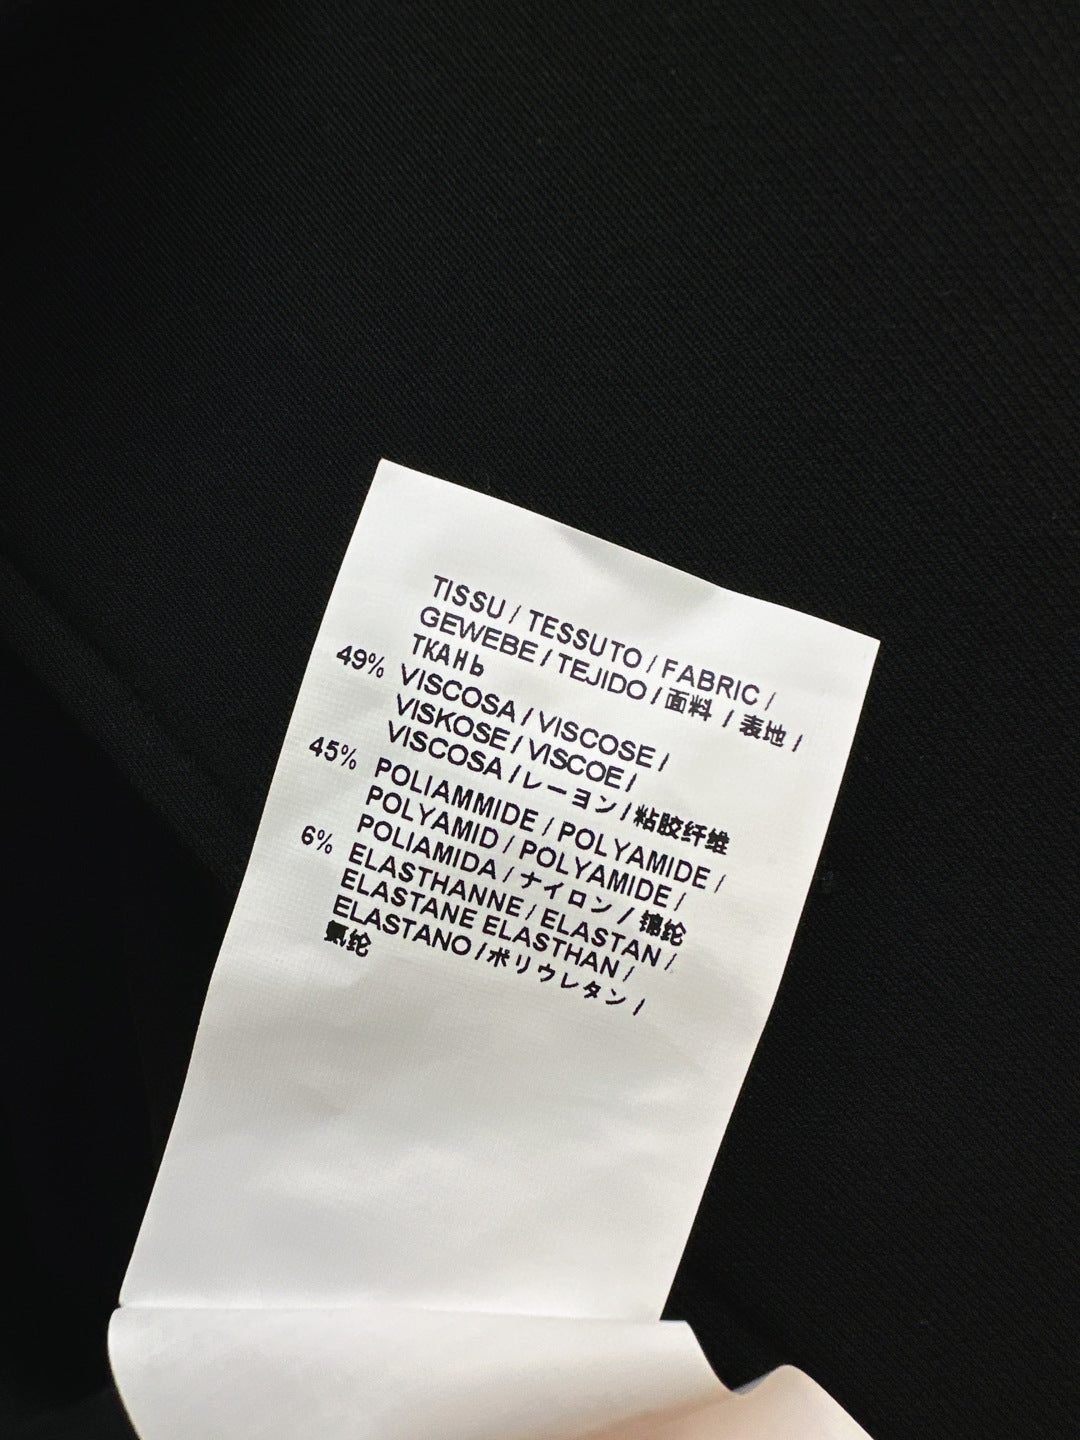 TISSU / TESSUTO / FABRIC /
GEWEBE / TEJIDO / 面料 / 表地 /
ТКАНЬ
49% VISCOSA / VISCOSE /
VISKOSE / VISCOE /
VISCOSA / レーヨン / 粘胶纤维
45% POLIAMMIDE / POLYAMIDE /
POLYAMID / POLYAMIDE /
POLIAMIDA / ナイロン / 锦纶
6% ELASTHANNE / ELASTAN /
ELASTANE ELASTHAN /
ELASTANO / ポリウレタン /
氨纶